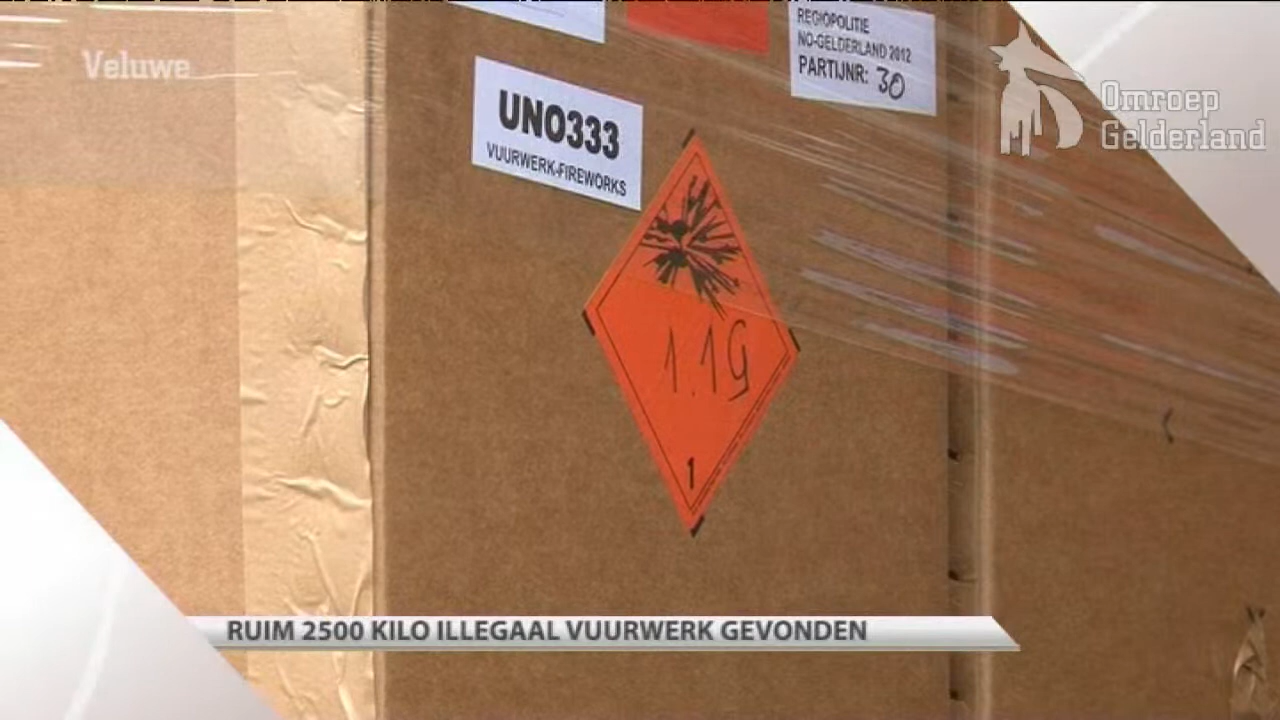 Veluwe
REGIOPOLITIE
NO-GELDERLAND 2012
PARTIJNR: 30
Omroep
Gelderland
UN0333
VUURWERK-FIREWORKS
1.1G
1
RUIM 2500 KILO ILLEGAAL VUURWERK GEVONDEN